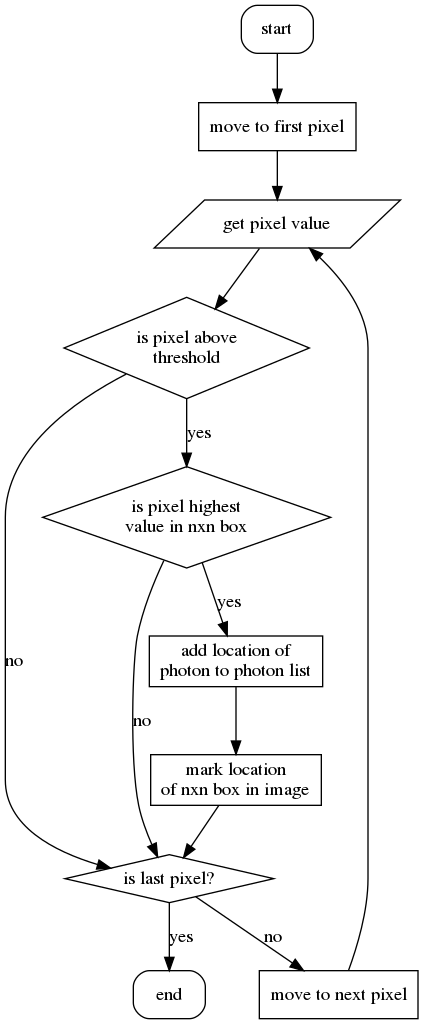 start
move to first pixel
get pixel value
is pixel above
threshold
yes
is pixel highest
value in nxn box
yes
add location of
photon to photon list
no
no
mark location
of nxn box in image
is last pixel?
yes
no
end
move to next pixel